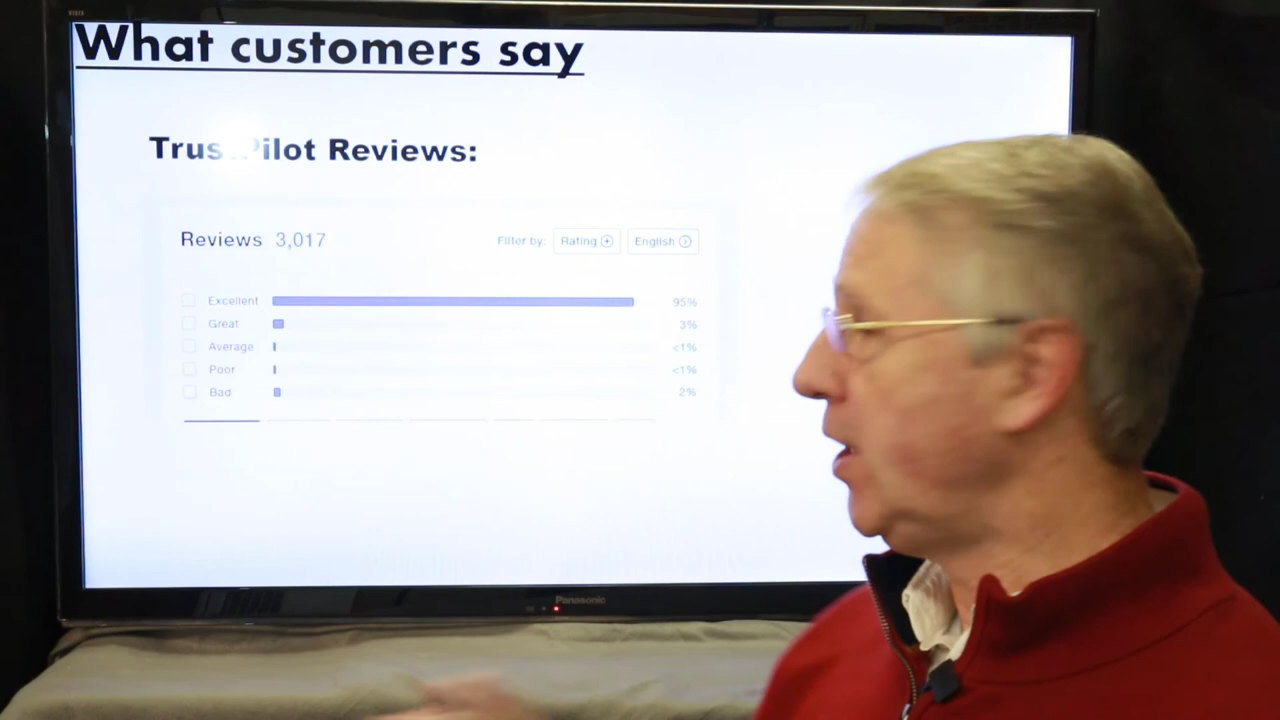 What customers say
TrustPilot Reviews:
Reviews 3,017
Filter by: Rating English
Excellent 95%
Great 3%
Average <1%
Poor <1%
Bad 2%
Panasonic